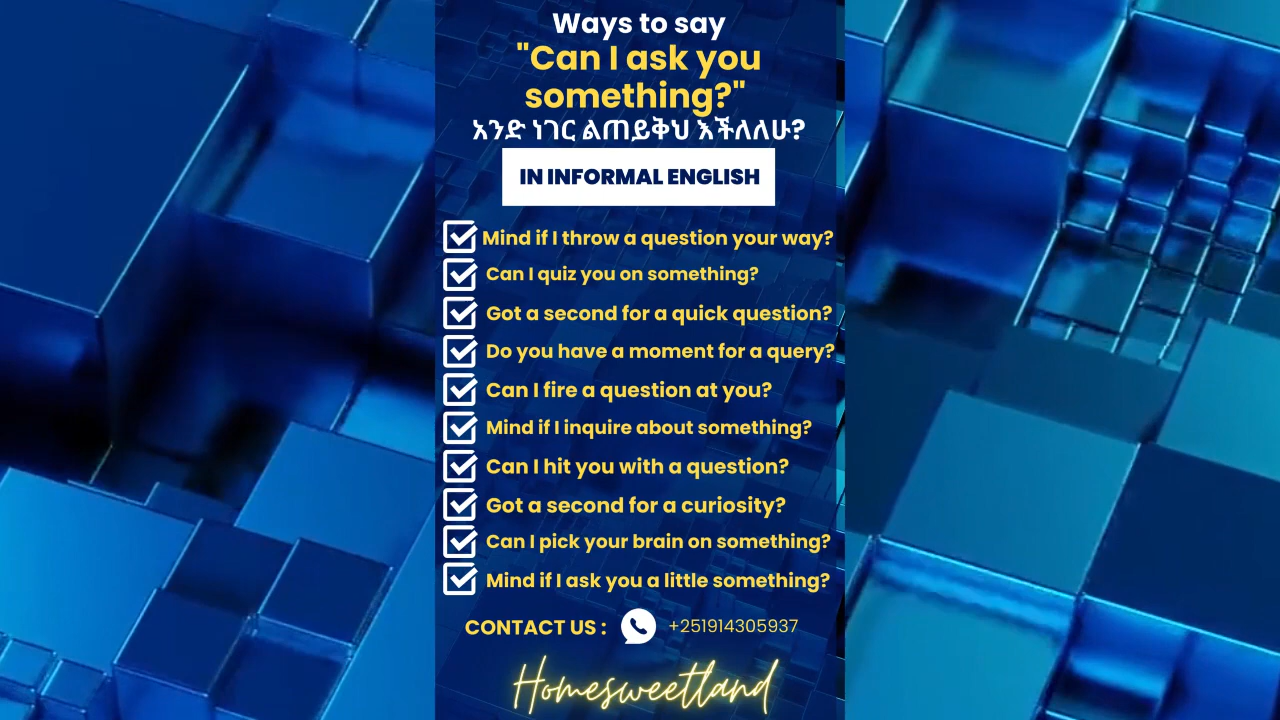 Ways to say
"Can I ask you
something?"
አንድ ነገር ልጠይቅህ እችለለሁ?
IN INFORMAL ENGLISH
Mind if I throw a question your way?
Can I quiz you on something?
Got a second for a quick question?
Do you have a moment for a query?
Can I fire a question at you?
Mind if I inquire about something?
Can I hit you with a question?
Got a second for a curiosity?
Can I pick your brain on something?
Mind if I ask you a little something?
CONTACT US : +251914305937
Homesweetland